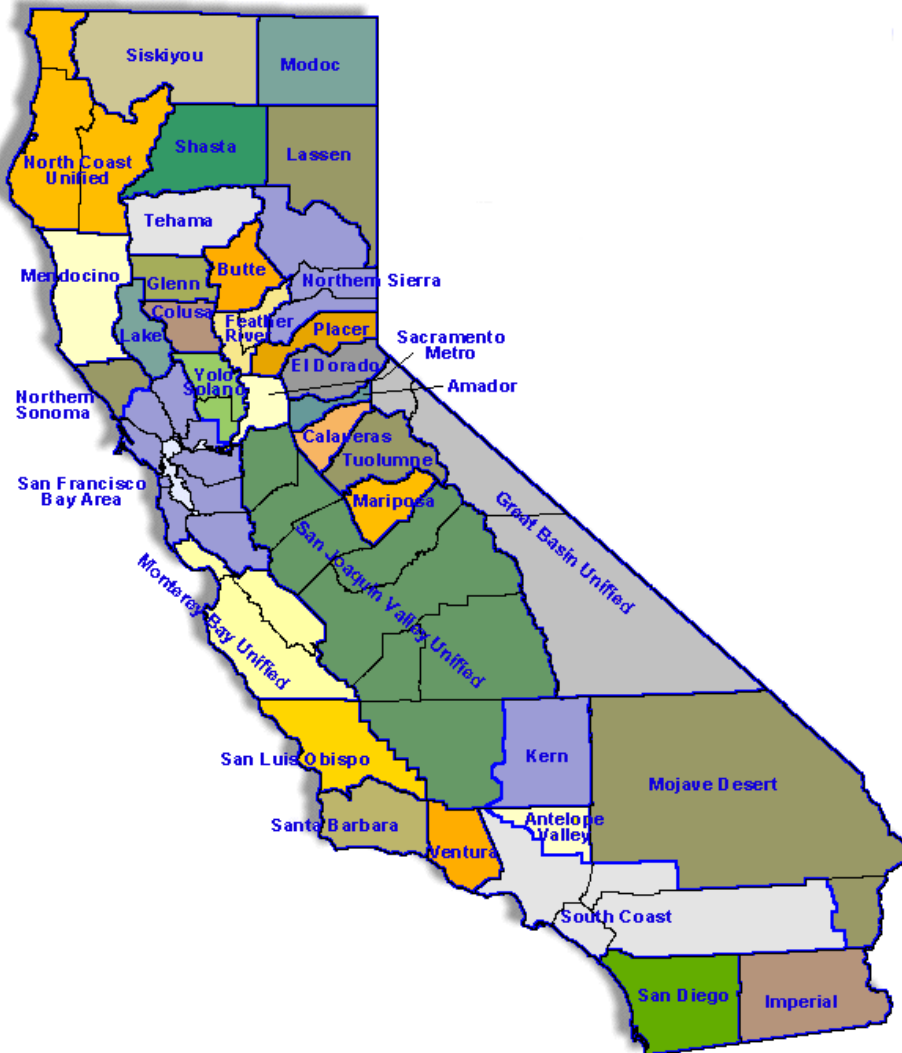 Siskiyou
Modoc
Shasta
Lassen
North Coast
Unified
Tehama
Mendocino
Glenn
Butte
Northern Sierra
Colusa
Feather
River
Placer
Lake
Sacramento
Metro
El Dorado
Yolo
Solano
Amador
Northern
Sonoma
Calaveras
Tuolumne
San Francisco
Bay Area
Mariposa
Great Basin Unified
San Joaquin Valley Unified
Monterey Bay Unified
San Luis Obispo
Kern
Mojave Desert
Santa Barbara
Antelope
Valley
Ventura
South Coast
San Diego
Imperial